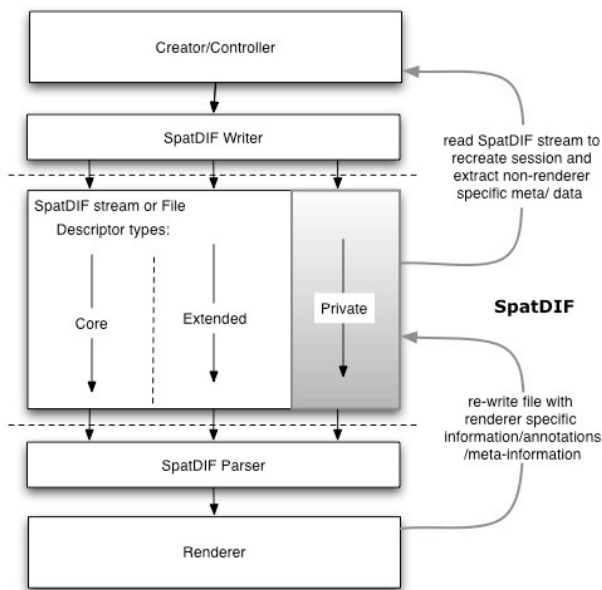 Creator/Controller
SpatDIF Writer
read SpatDIF stream to
recreate session and
extract non-renderer
specific meta/ data
SpatDIF stream or File
Descriptor types:
Core
Extended
Private
SpatDIF
re-write file with
renderer specific
information/annotations
/meta-information
SpatDIF Parser
Renderer